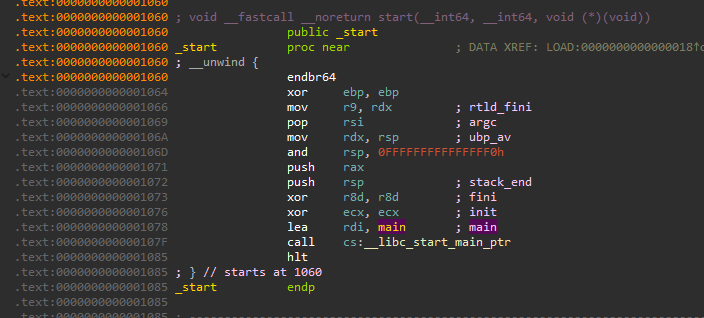 .text:0000000000001060 ; void __fastcall __noreturn start(__int64, __int64, void (*)(void))
.text:0000000000001060 public _start
.text:0000000000001060 _start proc near ; DATA XREF: LOAD:0000000000000018↑o
.text:0000000000001060 ; __unwind {
.text:0000000000001060 endbr64
.text:0000000000001064 xor ebp, ebp
.text:0000000000001066 mov r9, rdx ; rtld_fini
.text:0000000000001069 pop rsi ; argc
.text:000000000000106A mov rdx, rsp ; ubp_av
.text:000000000000106D and rsp, 0FFFFFFFFFFFFFFF0h
.text:0000000000001071 push rax
.text:0000000000001072 push rsp ; stack_end
.text:0000000000001073 xor r8d, r8d ; fini
.text:0000000000001076 xor ecx, ecx ; init
.text:0000000000001078 lea rdi, main ; main
.text:000000000000107F call cs:__libc_start_main_ptr
.text:0000000000001085 hlt
.text:0000000000001085 ; } // starts at 1060
.text:0000000000001085 _start endp
.text:0000000000001085
.text:0000000000001085 ;